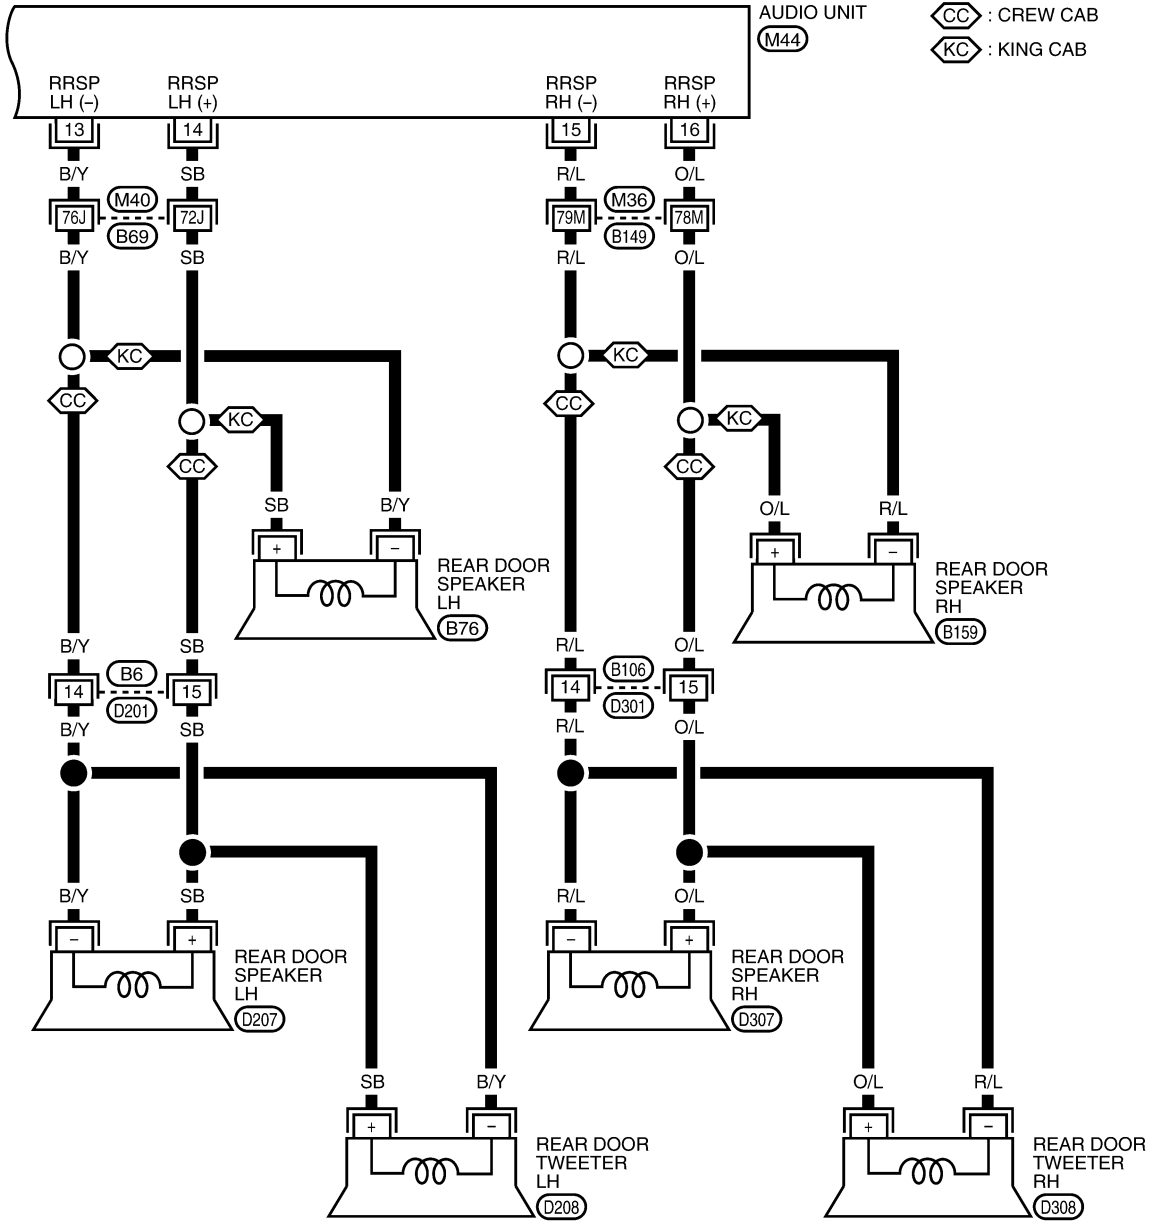 AUDIO UNIT
M44
CC : CREW CAB
KC : KING CAB
RRSP
LH (–)
RRSP
LH (+)
RRSP
RH (–)
RRSP
RH (+)
13
14
15
16
B/Y
SB
R/L
O/L
76J
M40
72J
B69
79M
M36
78M
B149
B/Y
SB
R/L
O/L
KC
KC
CC
CC
KC
KC
CC
CC
SB
B/Y
O/L
R/L
+
–
+
–
REAR DOOR
SPEAKER
LH
B76
REAR DOOR
SPEAKER
RH
B159
B/Y
SB
R/L
O/L
14
B6
15
D201
14
B106
15
D301
B/Y
SB
R/L
O/L
B/Y
SB
R/L
O/L
–
+
–
+
REAR DOOR
SPEAKER
LH
D207
REAR DOOR
SPEAKER
RH
D307
SB
B/Y
O/L
R/L
+
–
+
–
REAR DOOR
TWEETER
LH
D208
REAR DOOR
TWEETER
RH
D308